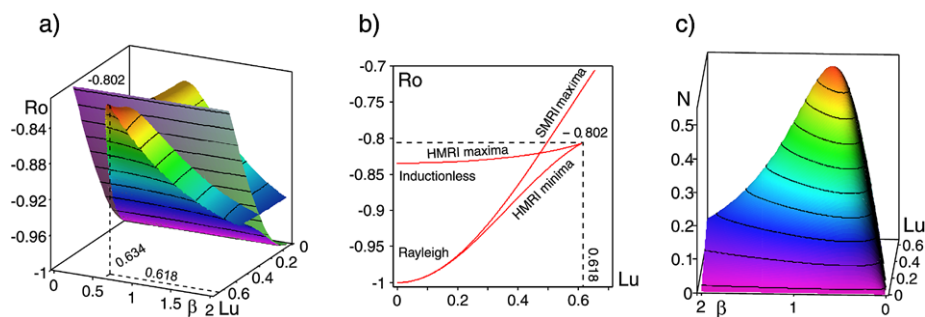 a)
-0.802
Ro
-0.84
-0.88
-0.92
-0.96
-1
0
0.5
1
1.5
2
β
0.634
0.618
Lu
0.6
0.4
0.2
0
b)
Ro
-0.7
-0.75
-0.8
-0.85
-0.9
-0.95
-1
SMRI maxima
-0.802
HMRI maxima
Inductionless
HMRI minima
Rayleigh
0.618
Lu
0
0.2
0.4
0.6
c)
N
0.5
0.4
0.3
0.2
0.1
0
2
β
1
0
Lu
0.6
0.4
0.2
0